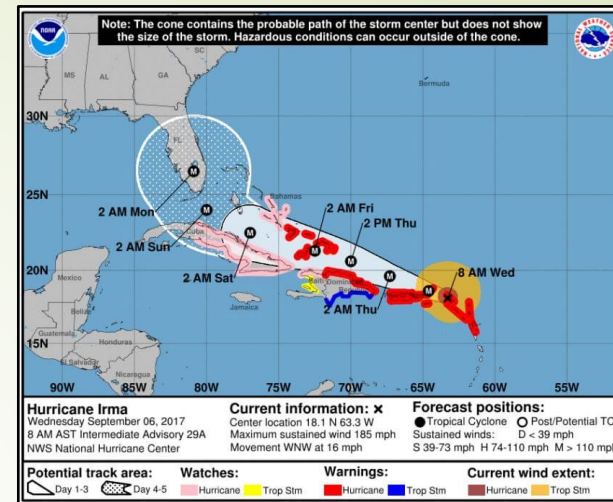 Note: The cone contains the probable path of the storm center but does not show
the size of the storm. Hazardous conditions can occur outside of the cone.
NOAA
SC
MS
AL
GA
Bermuda
30N
FL
25N
2 AM Mon
Bahamas
2 AM Fri
2 PM Thu
2 AM Sun
Cuba
8 AM Wed
20N
2 AM Sat
Mexico
Haiti
2 AM Thu
Jamaica
Belize
Guatemala
Honduras
15N
El Salvador
Nicaragua
90W
85W
80W
75W
70W
65W
60W
55W
M
M
M
M
M
M
M
Hurricane Irma
Wednesday September 06, 2017
8 AM AST Intermediate Advisory 29A
NWS National Hurricane Center
Current information: x
Center location 18.1 N 63.3 W
Maximum sustained wind 185 mph
Movement WNW at 16 mph
Forecast positions:
Tropical Cyclone Post/Potential TC
Sustained winds: D < 39 mph
S 39-73 mph H 74-110 mph M > 110 mph
Potential track area:
Day 1-3 Day 4-5
Watches:
Hurricane Trop Stm
Warnings:
Hurricane Trop Stm
Current wind extent:
Hurricane Trop Stm